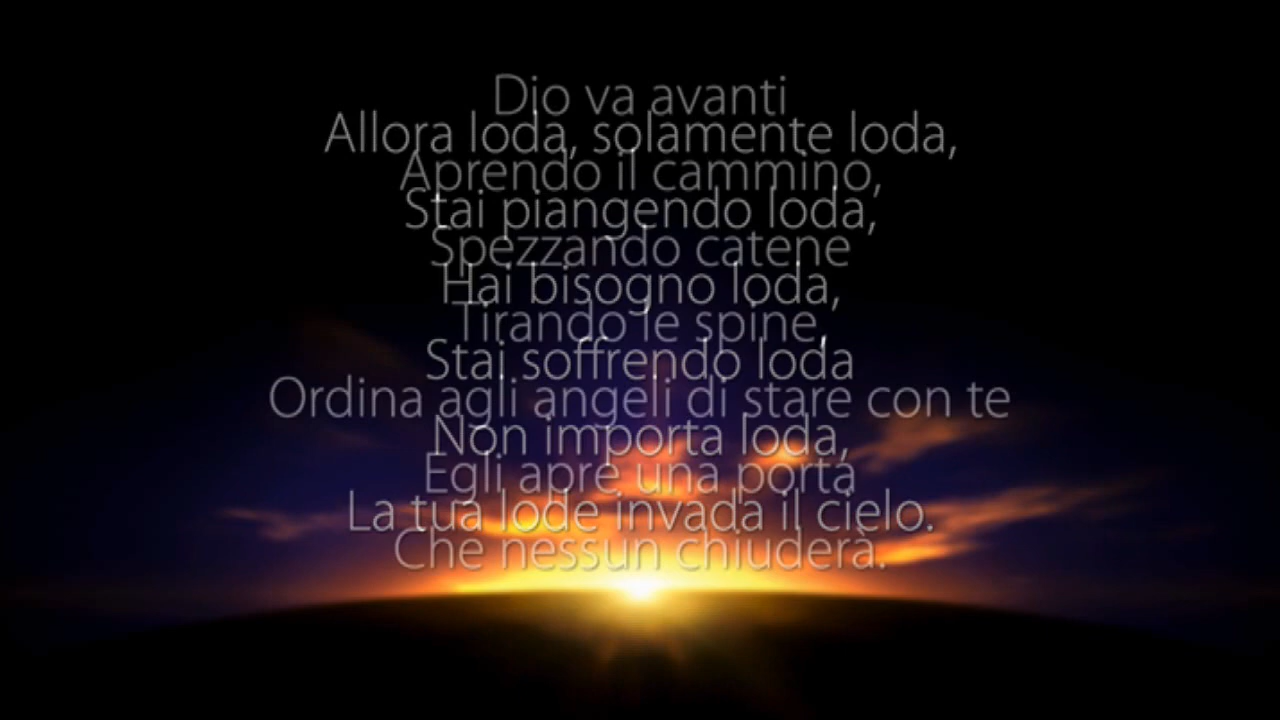 Dio va avanti
Allora loda, solamente loda,
Aprendo il cammino,
Stai piangendo loda,
Spezzando catene
Hai bisogno loda,
Tirando le spine,
Stai soffrendo loda
Ordina agli angeli di stare con te
Non importa loda,
Egli apre una porta
La tua lode invada il cielo.
Che nessun chiuderà.